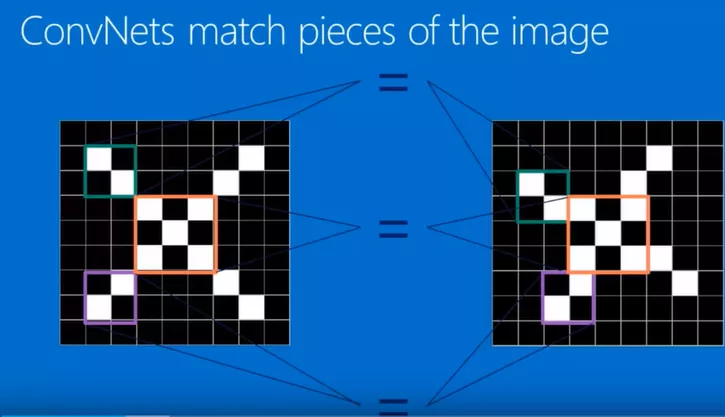 ConvNets match pieces of the image
=
=
=